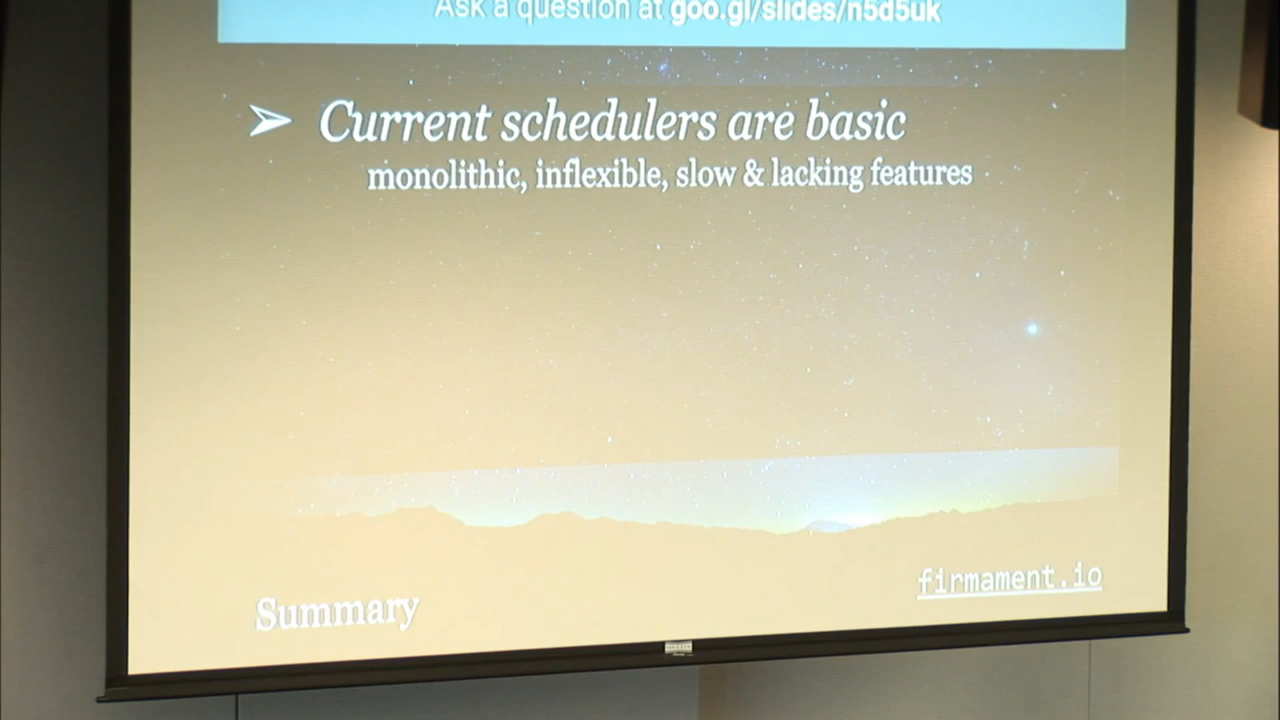 Ask a question at goo.gl/slides/n5d5uk
➢ Current schedulers are basic
monolithic, inflexible, slow & lacking features
firmament.io
Summary